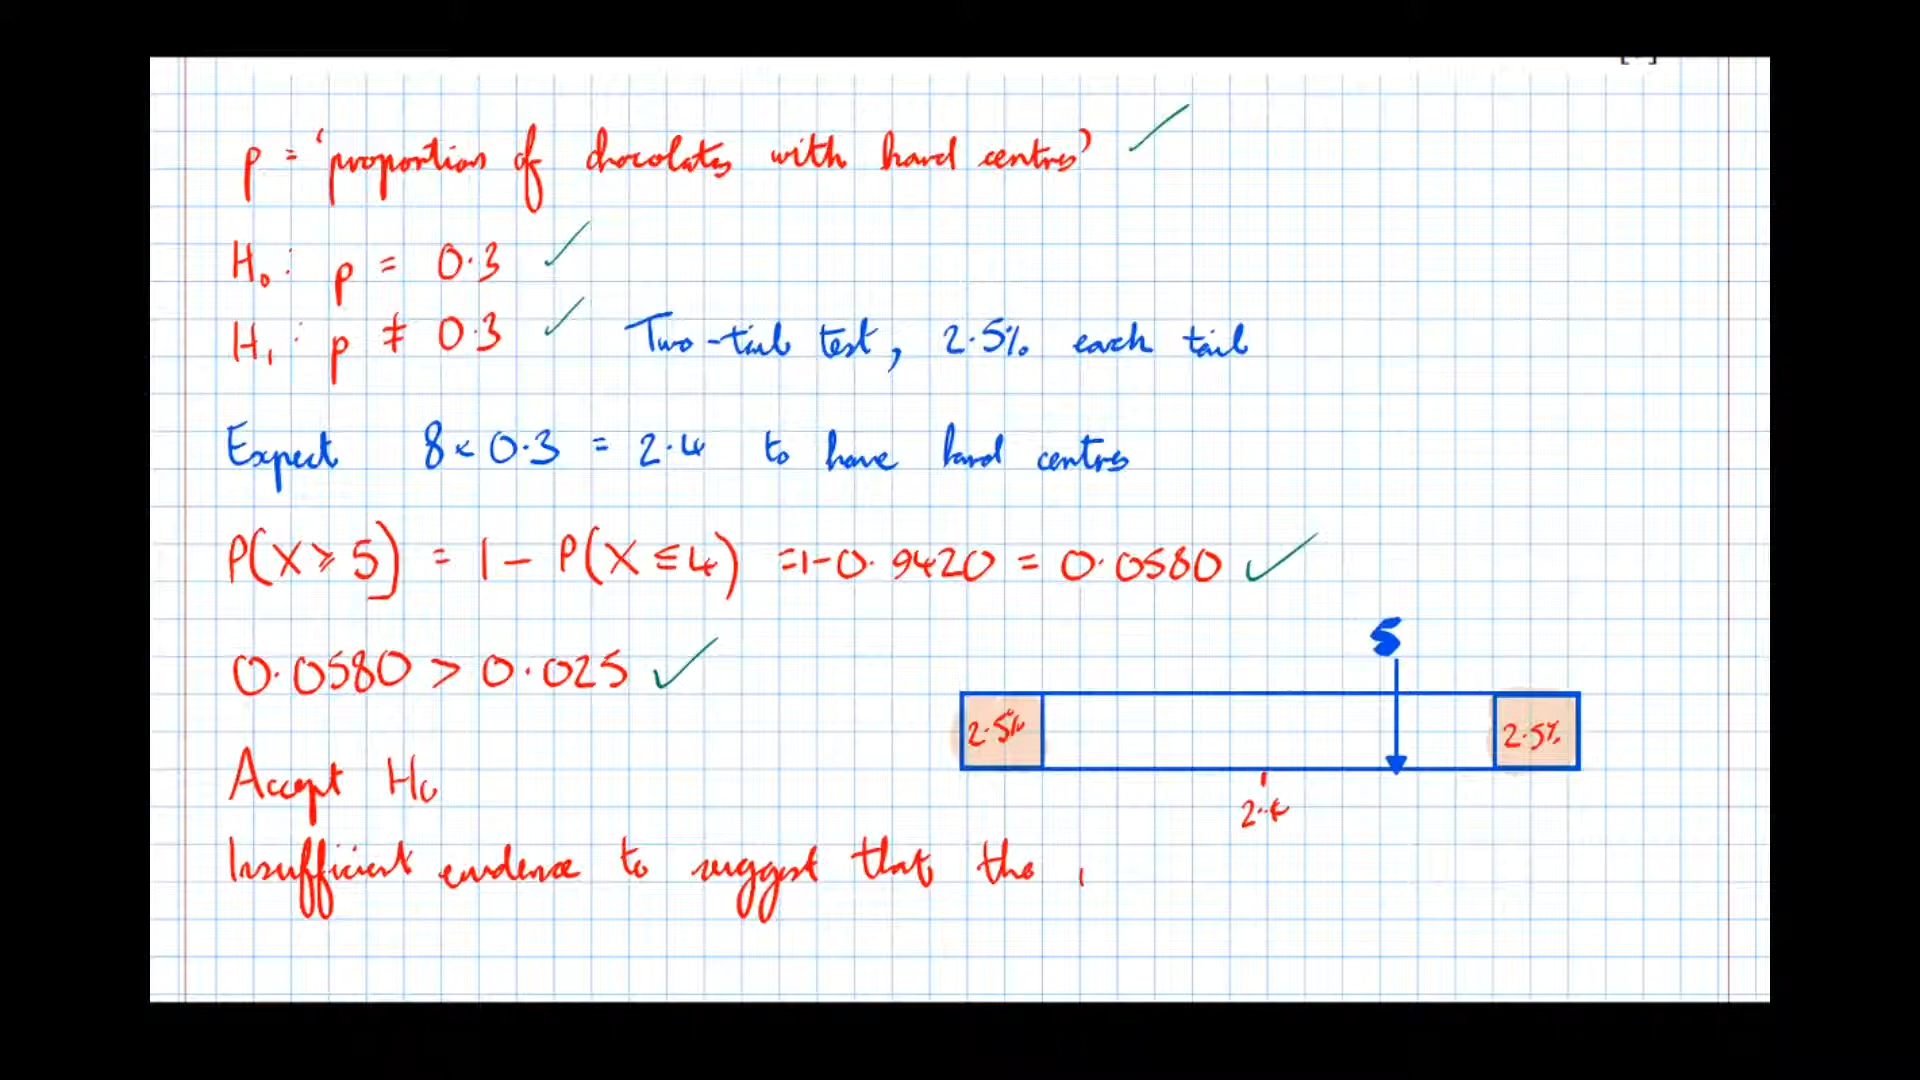 p = 'proportion of chocolates with hard centres'
H₀: p = 0.3
H₁: p ≠ 0.3 Two-tail test, 2.5% each tail
Expect 8 × 0.3 = 2.4 to have hard centres
P(X ≥ 5) = 1 - P(X ≤ 4) = 1 - 0.9420 = 0.0580
0.0580 > 0.025
5
2.5% 2.5%
2.4
Accept H₀
Insufficient evidence to suggest that the